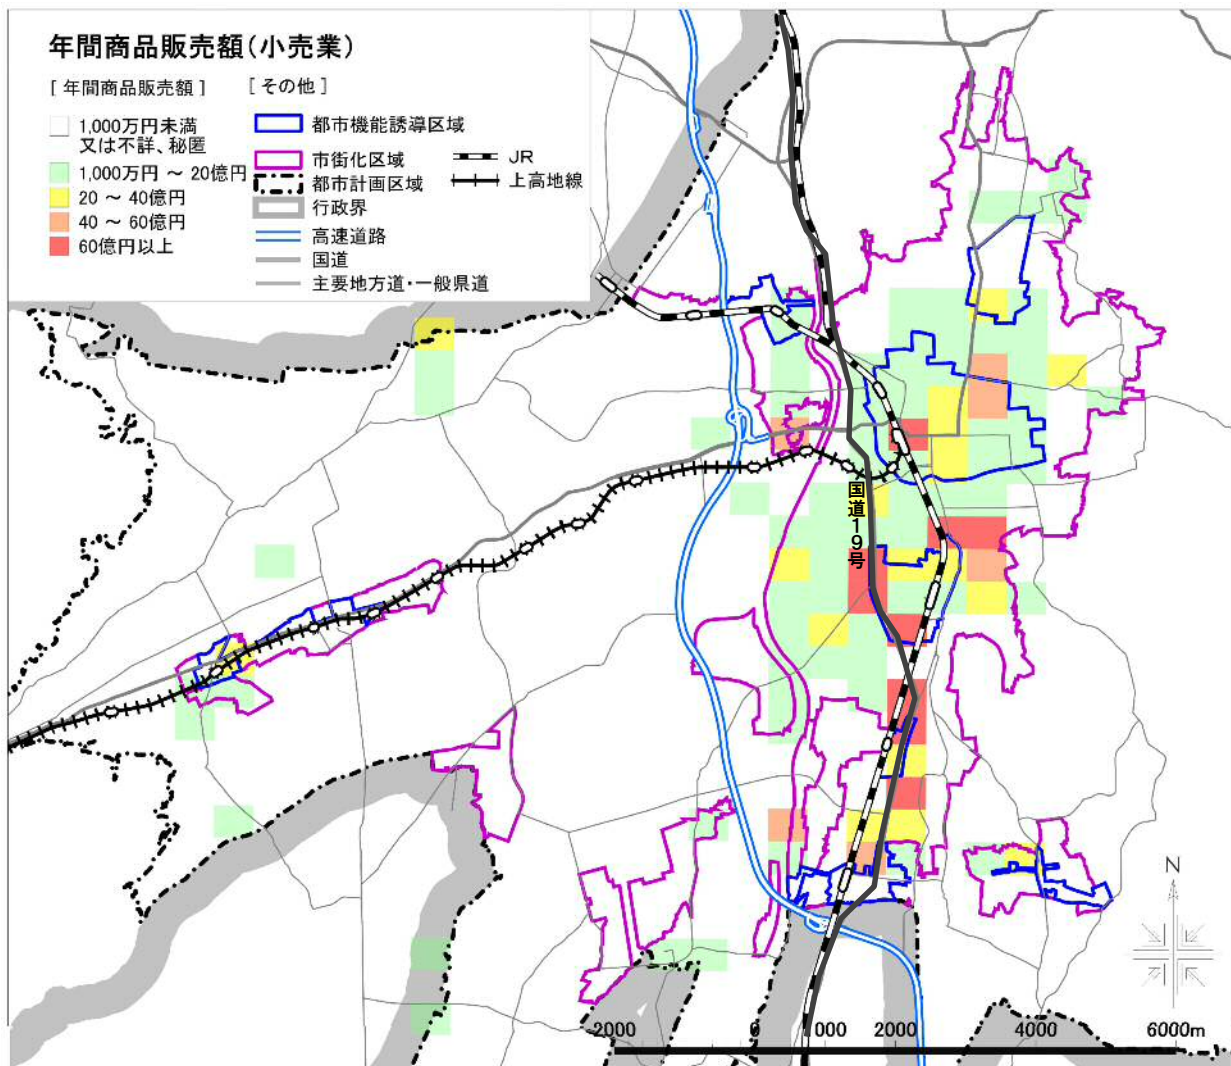 年間商品販売額(小売業)
[ 年間商品販売額 ]
1,000万円未満
又は不詳、秘匿
1,000万円 ～ 20億円
20 ～ 40億円
40 ～ 60億円
60億円以上
[ その他 ]
都市機能誘導区域
市街化区域
都市計画区域
行政界
高速道路
国道
主要地方道・一般県道
JR
上高地線
国道19号
N
2000 0 000 2000 4000 6000m